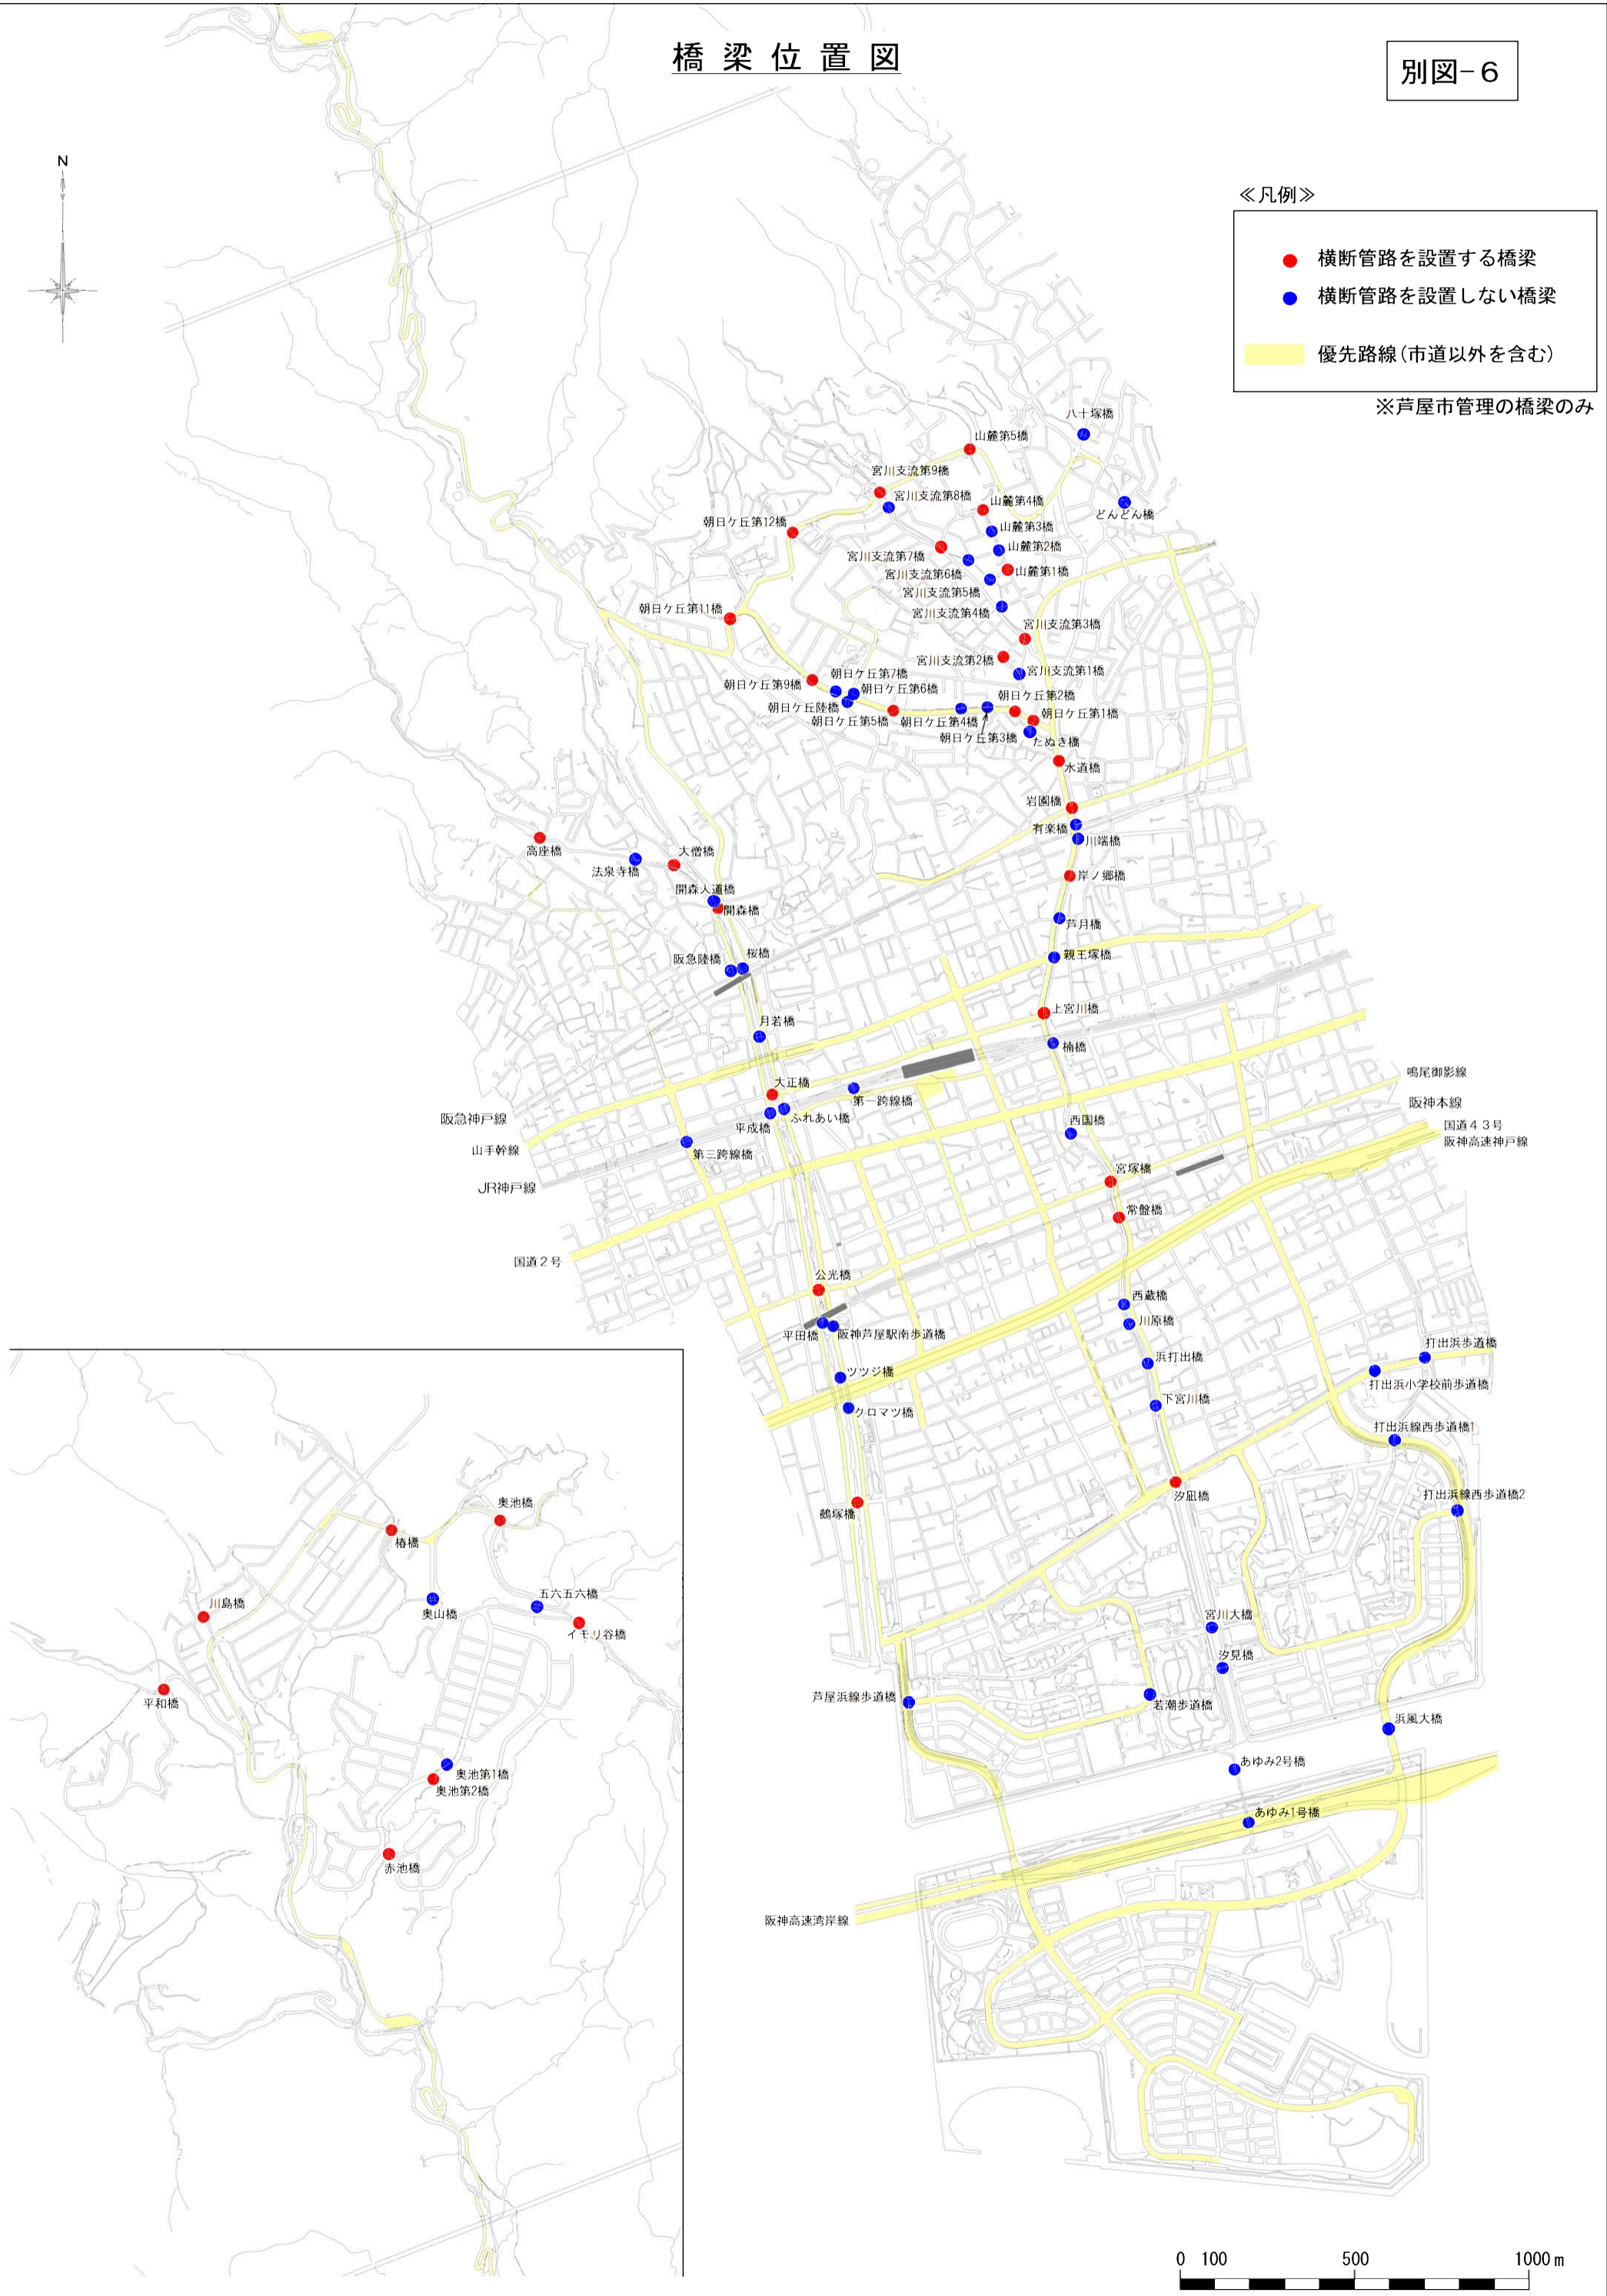 橋梁位置図
別図-6
N
≪凡例≫
横断管路を設置する橋梁
横断管路を設置しない橋梁
優先路線(市道以外を含む)
※芦屋市管理の橋梁のみ
八十塚橋
山麓第5橋
宮川支流第9橋
宮川支流第8橋
山麓第4橋
どんどん橋
朝日ケ丘第12橋
山麓第3橋
山麓第2橋
宮川支流第7橋
山麓第1橋
宮川支流第6橋
宮川支流第5橋
宮川支流第4橋
朝日ケ丘第11橋
宮川支流第3橋
宮川支流第2橋
宮川支流第1橋
朝日ケ丘第7橋
朝日ケ丘第9橋
朝日ケ丘第6橋
朝日ケ丘第2橋
朝日ケ丘陸橋
朝日ケ丘第5橋
朝日ケ丘第4橋
朝日ケ丘第1橋
朝日ケ丘第3橋
たぬき橋
水道橋
岩園橋
有楽橋
川端橋
高座橋
大僧橋
法泉寺橋
岸ノ郷橋
開森人道橋
開森橋
芦月橋
桜橋
阪急陸橋
親王塚橋
上宮川橋
月若橋
楠橋
大正橋
第一跨線橋
ふれあい橋
平成橋
鳴尾御影線
阪神本線
阪急神戸線
西国橋
国道43号
阪神高速神戸線
山手幹線
第三跨線橋
宮塚橋
JR神戸線
常盤橋
国道2号
公光橋
西蔵橋
川原橋
平田橋
阪神芦屋駅南歩道橋
打出浜歩道橋
浜打出橋
ツツジ橋
打出浜小学校前歩道橋
下宮川橋
クロマツ橋
打出浜線西歩道橋1
汐凪橋
打出浜線西歩道橋2
鵺塚橋
奥池橋
椿橋
五六五六橋
川島橋
奥山橋
イモリ谷橋
宮川大橋
汐見橋
平和橋
芦屋浜線歩道橋
若潮歩道橋
浜風大橋
奥池第1橋
あゆみ2号橋
奥池第2橋
あゆみ1号橋
赤池橋
阪神高速湾岸線
0 100 500 1000m